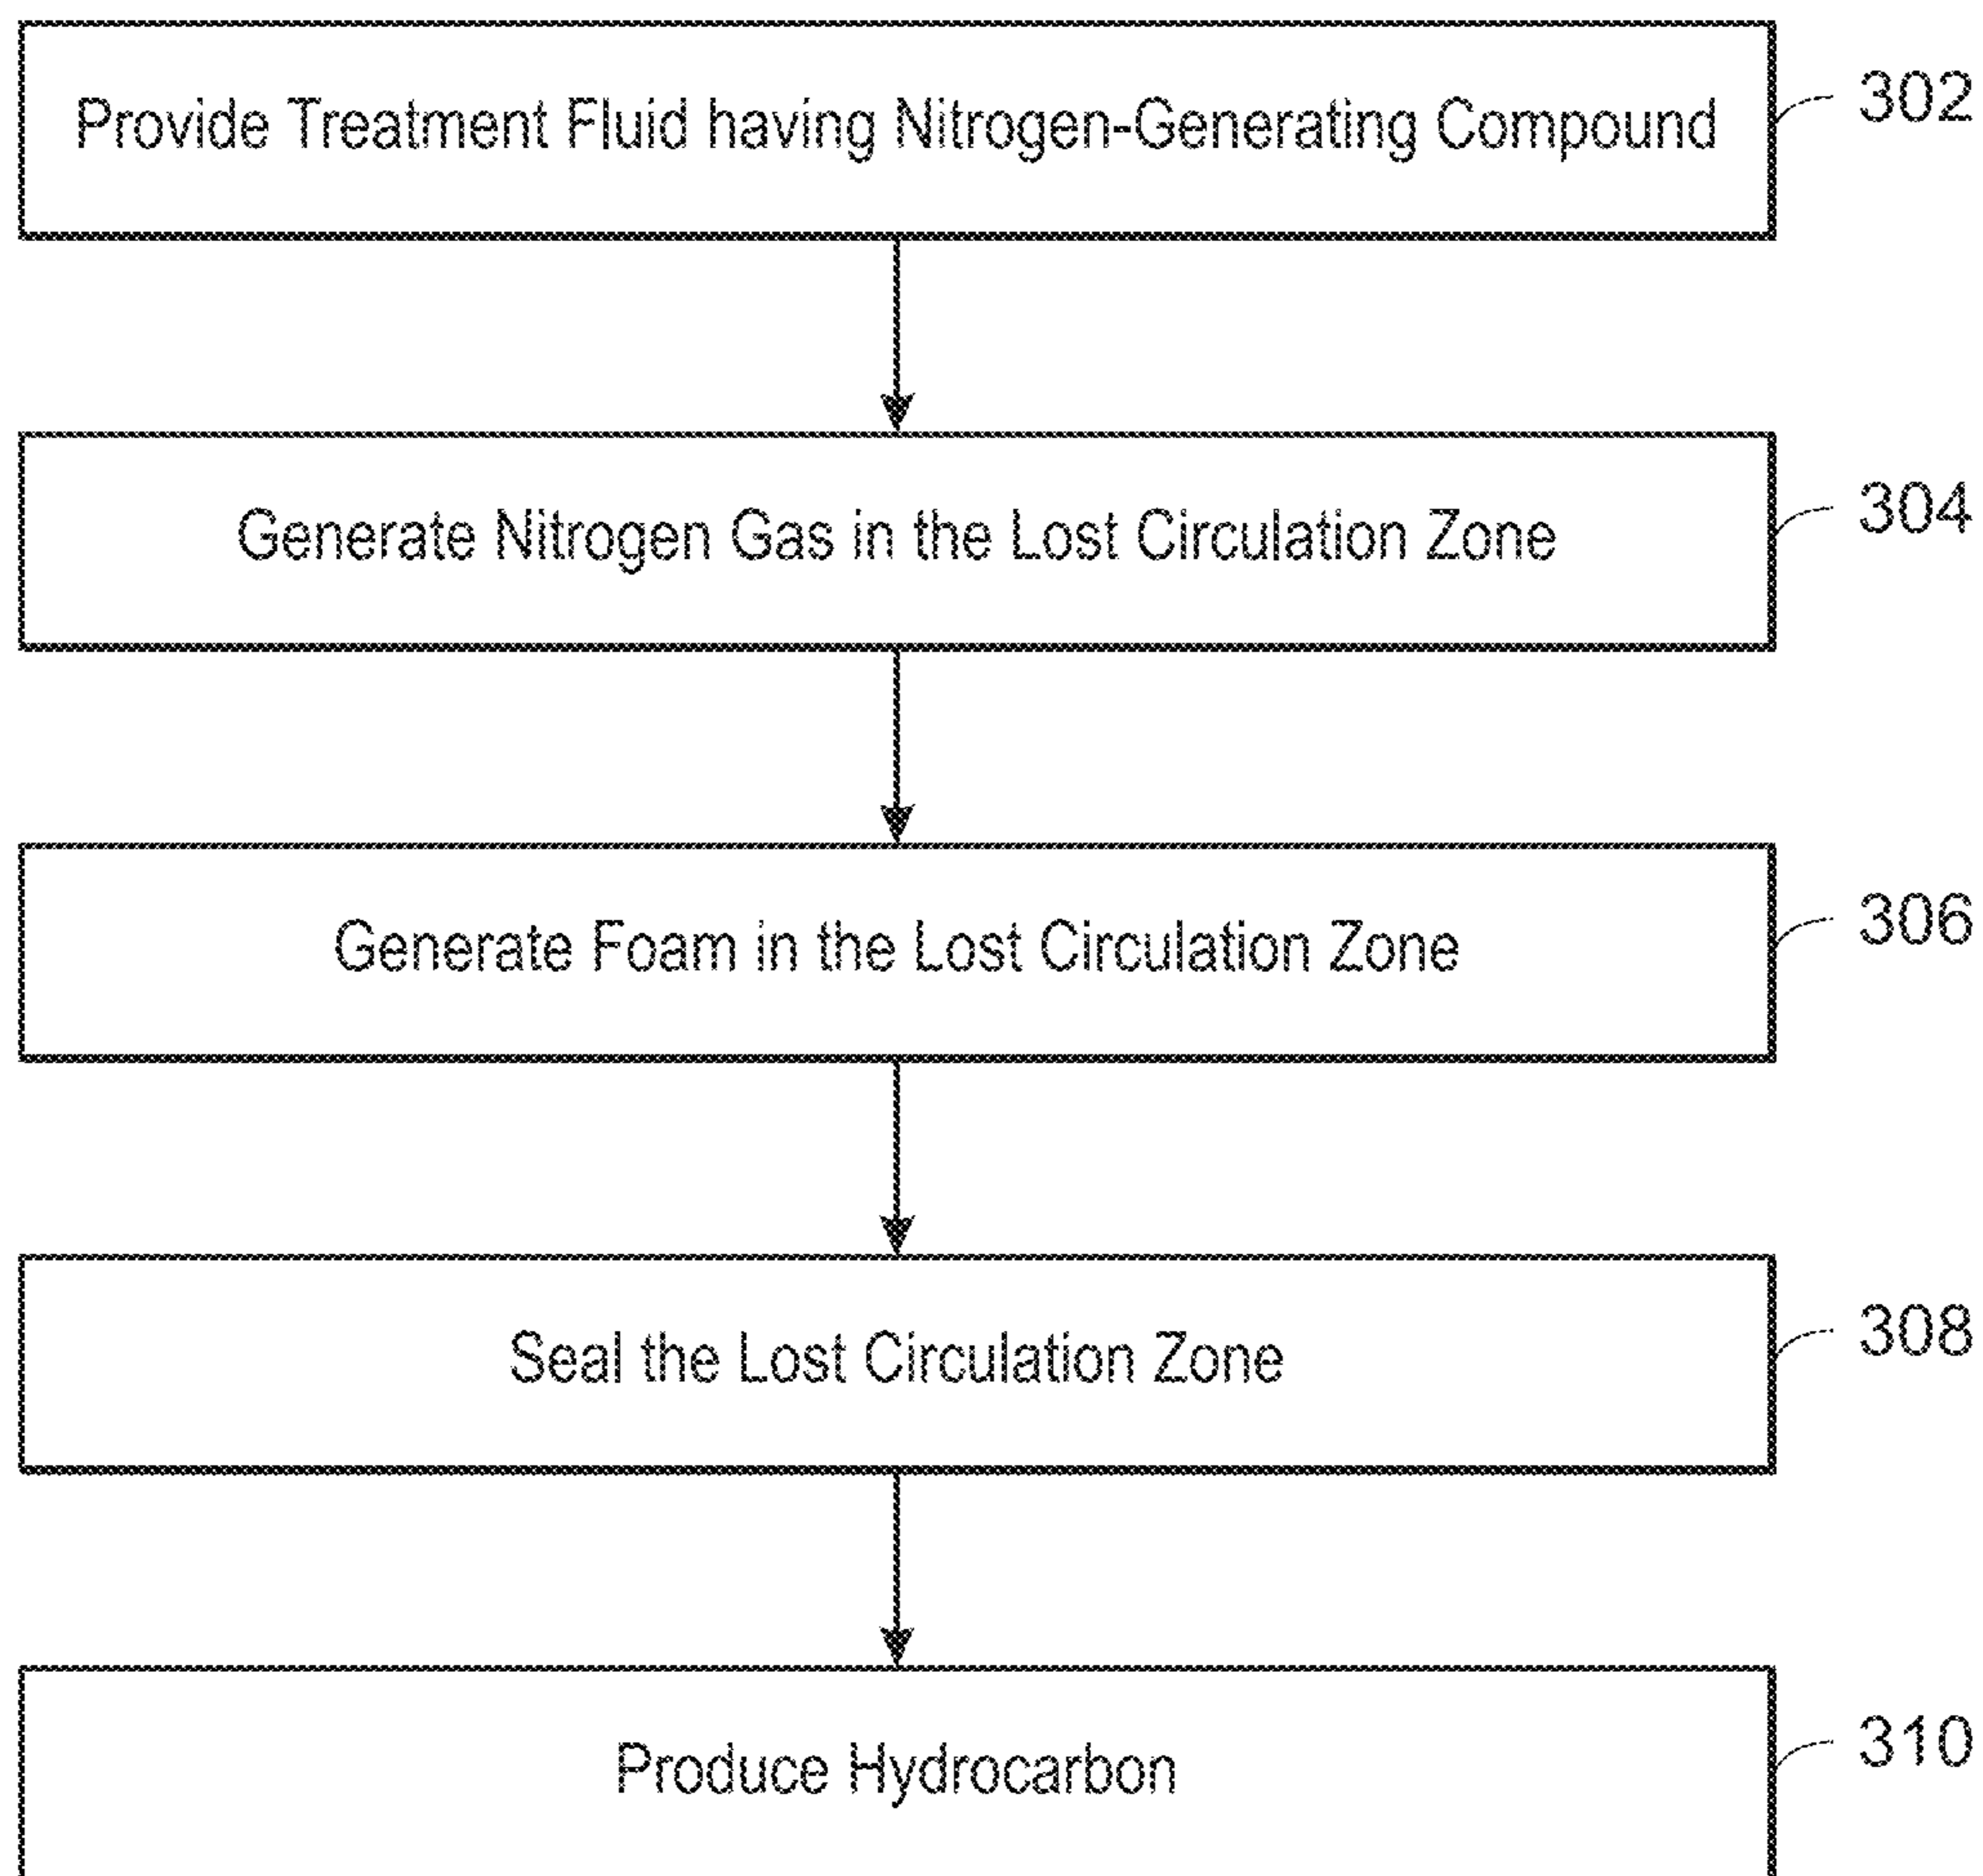 Provide Treatment Fluid having Nitrogen-Generating Compound
302
Generate Nitrogen Gas in the Lost Circulation Zone
304
Generate Foam in the Lost Circulation Zone
306
Seal the Lost Circulation Zone
308
Produce Hydrocarbon
310